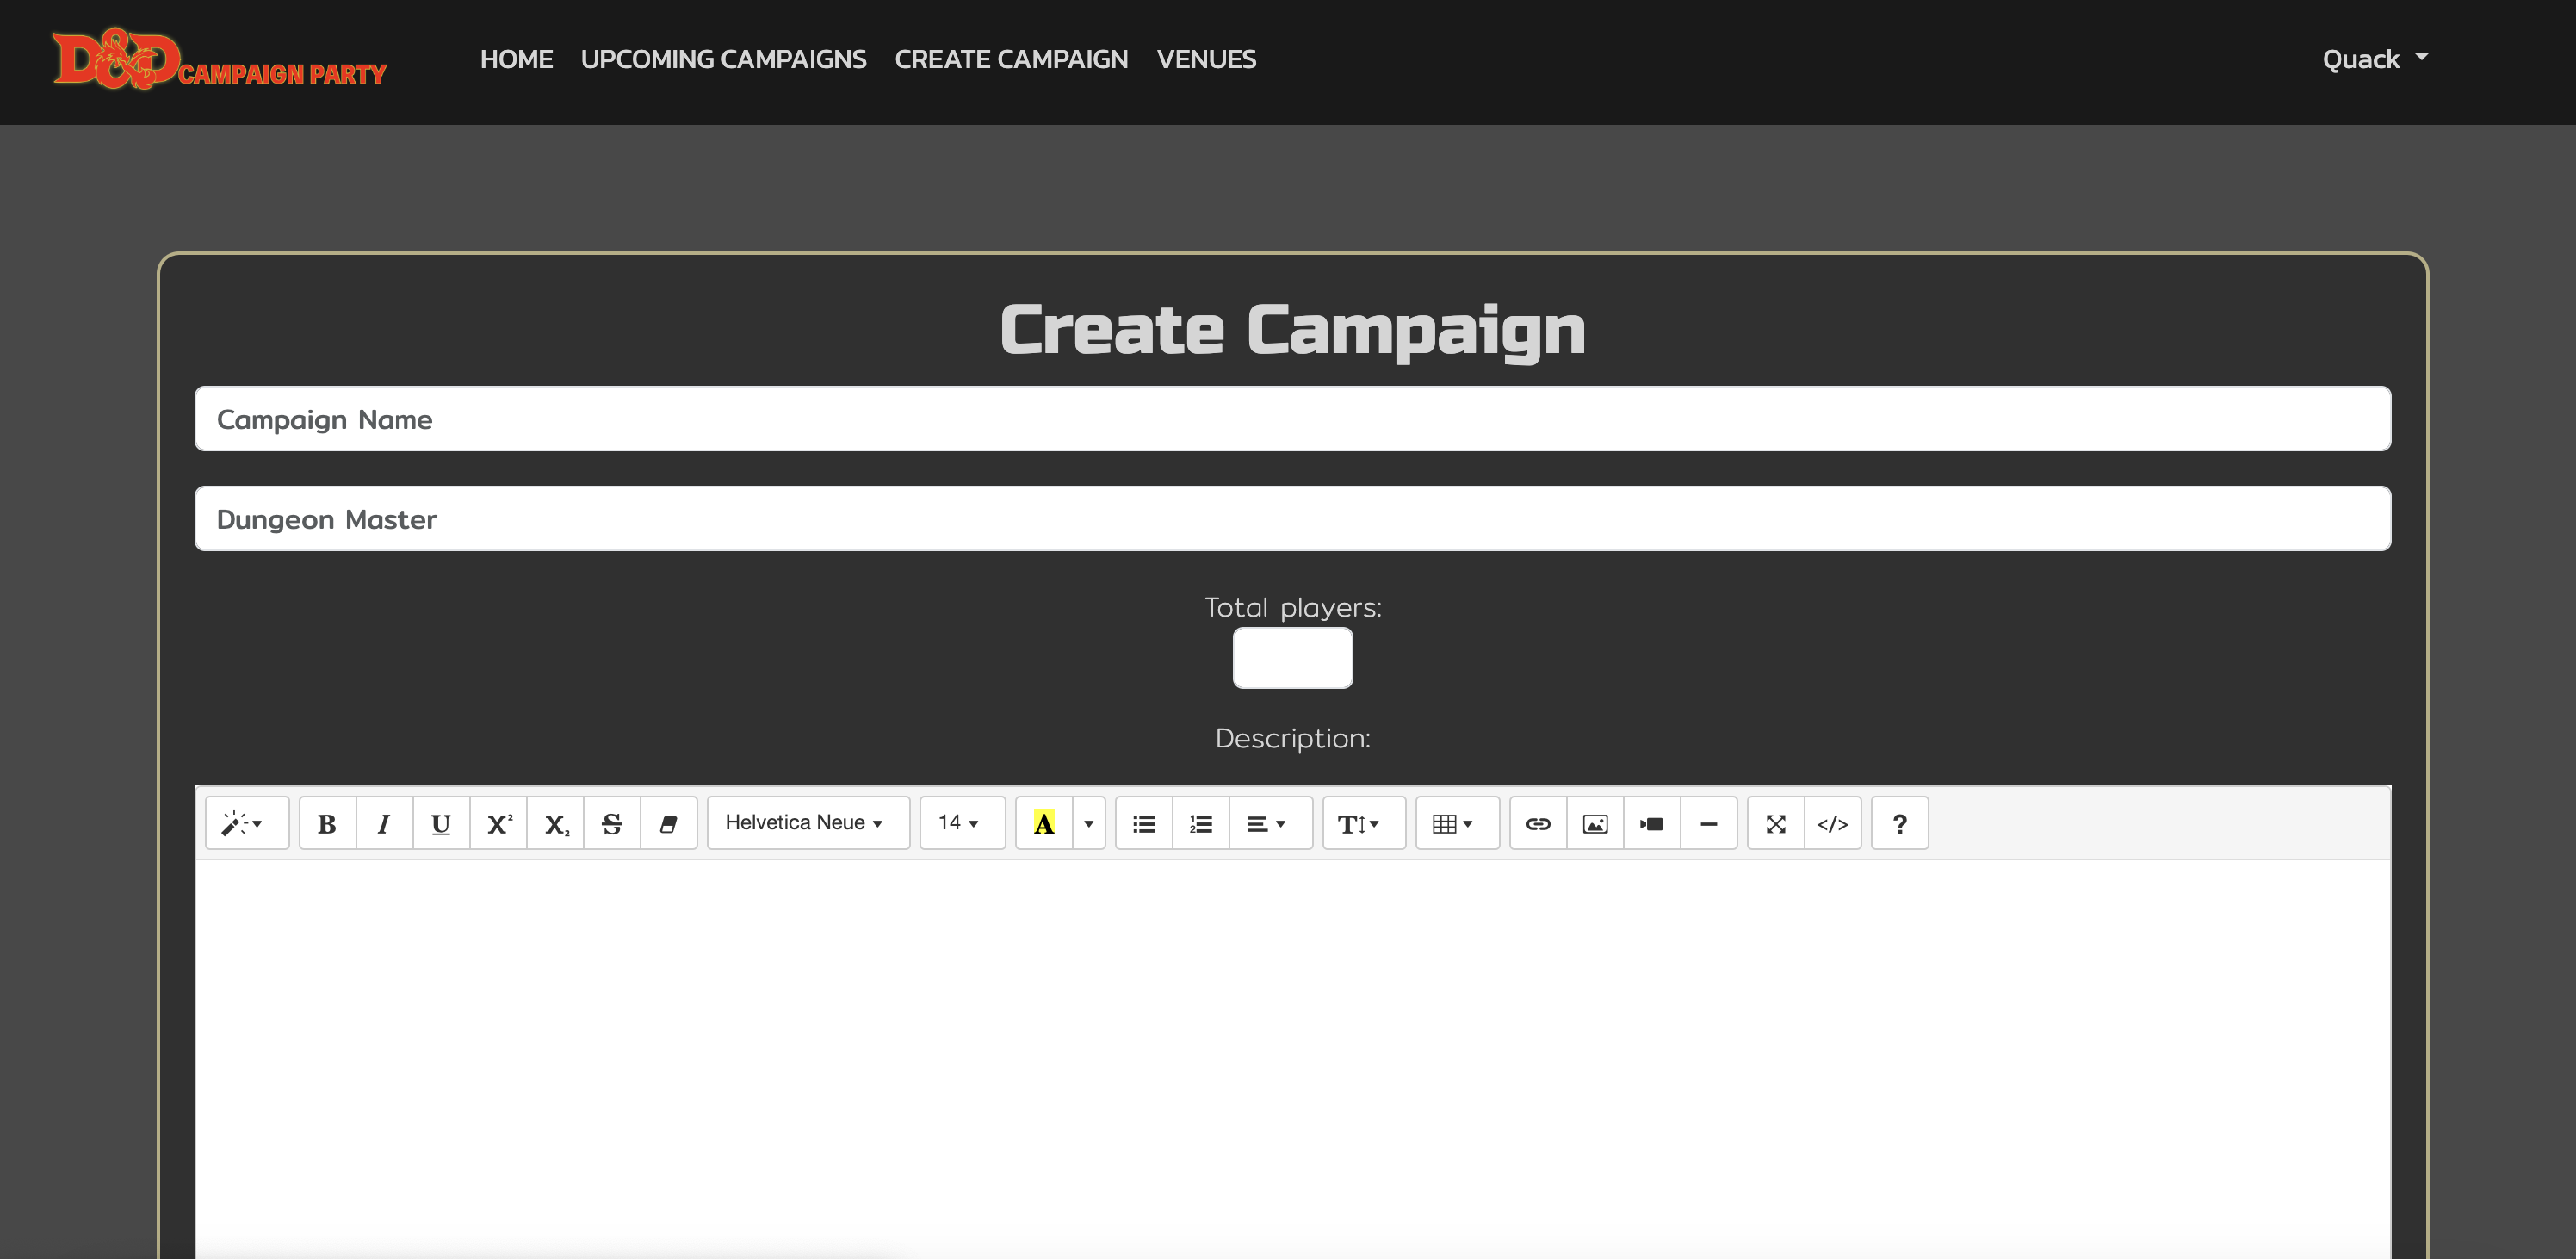 D&D CAMPAIGN PARTY
HOME UPCOMING CAMPAIGNS CREATE CAMPAIGN VENUES
Quack
Create Campaign
Campaign Name
Dungeon Master
Total players:
Description:
B I U X² X₂ S Helvetica Neue 14 A T </> ?